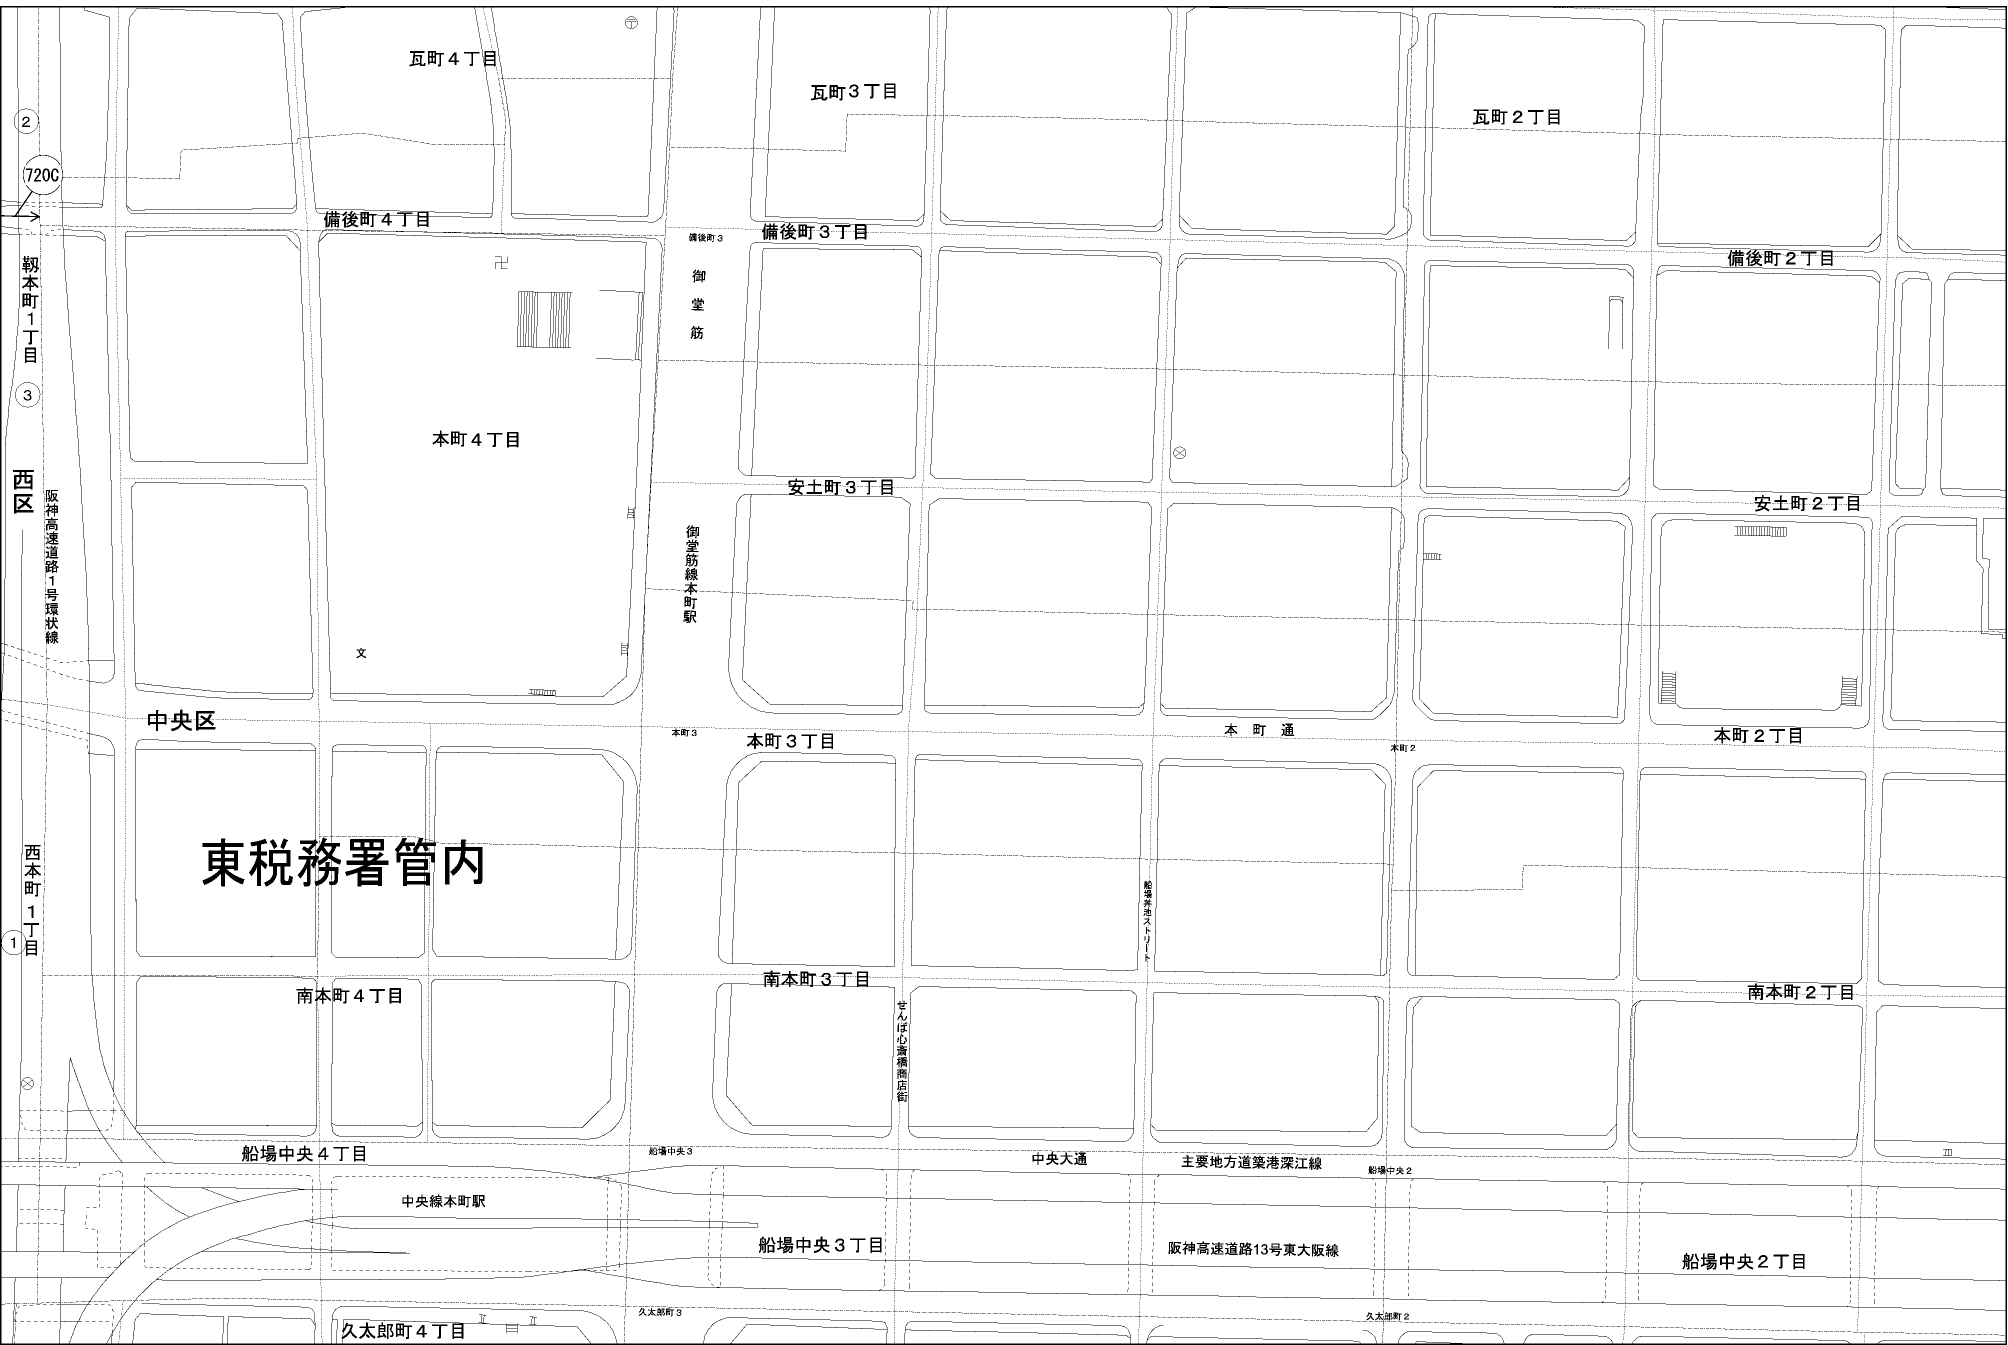 瓦町４丁目
瓦町３丁目
瓦町２丁目
2
720C
備後町４丁目
備後町３
備後町３丁目
備後町２丁目
靱本町１丁目
御堂筋
3
本町４丁目
西区
阪神高速道路１号環状線
安土町３丁目
安土町２丁目
御堂筋線本町駅
文
中央区
本町３
本町３丁目
本町通
本町２
本町２丁目
東税務署管内
西本町１丁目
1
船場丼池ストリート
南本町４丁目
南本町３丁目
南本町２丁目
せんば心斎橋商店街
船場中央４丁目
船場中央３
中央大通
主要地方道築港深江線
船場中央２
中央線本町駅
船場中央３丁目
阪神高速道路13号東大阪線
船場中央２丁目
久太郎町４丁目
久太郎町３
久太郎町２